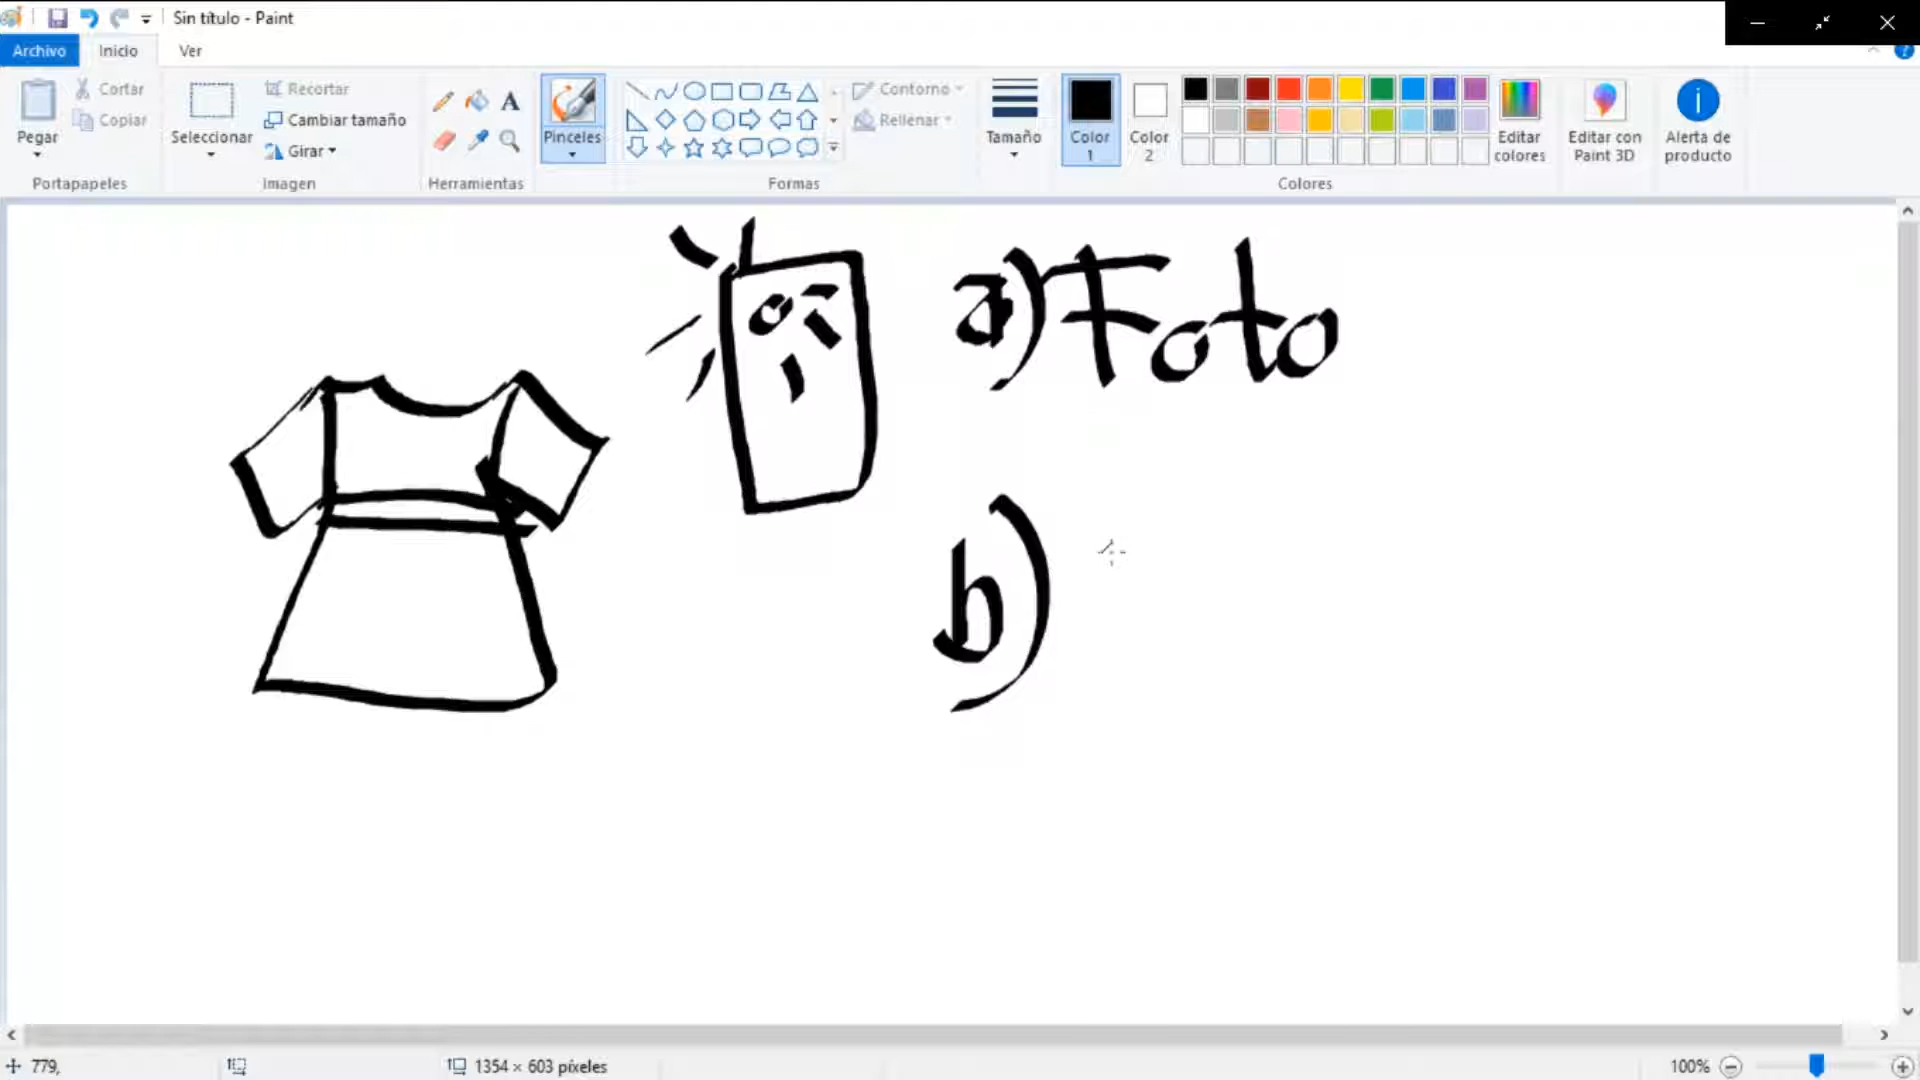 Sin título - Paint
Archivo Inicio Ver
Pegar
Cortar
Copiar
Portapapeles
Seleccionar
Recortar
Cambiar tamaño
Girar
Imagen
A
Herramientas
Pinceles
Contorno
Rellenar
Formas
Tamaño
Color 1
Color 2
Editar colores
Colores
Editar con Paint 3D
Alerta de producto
a) Foto
b)
779,
1354 × 603 píxeles
100%